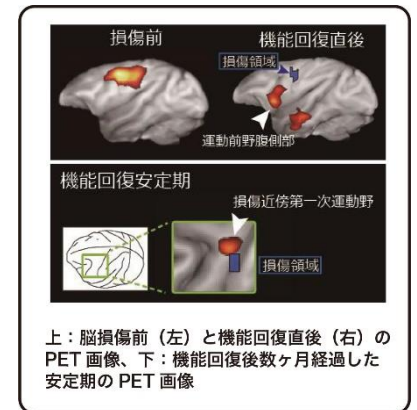 損傷前
機能回復直後
損傷領域
運動前野腹側部
機能回復安定期
損傷近傍第一次運動野
損傷領域
上：脳損傷前（左）と機能回復直後（右）の
PET 画像、下：機能回復後数ヶ月経過した
安定期の PET 画像